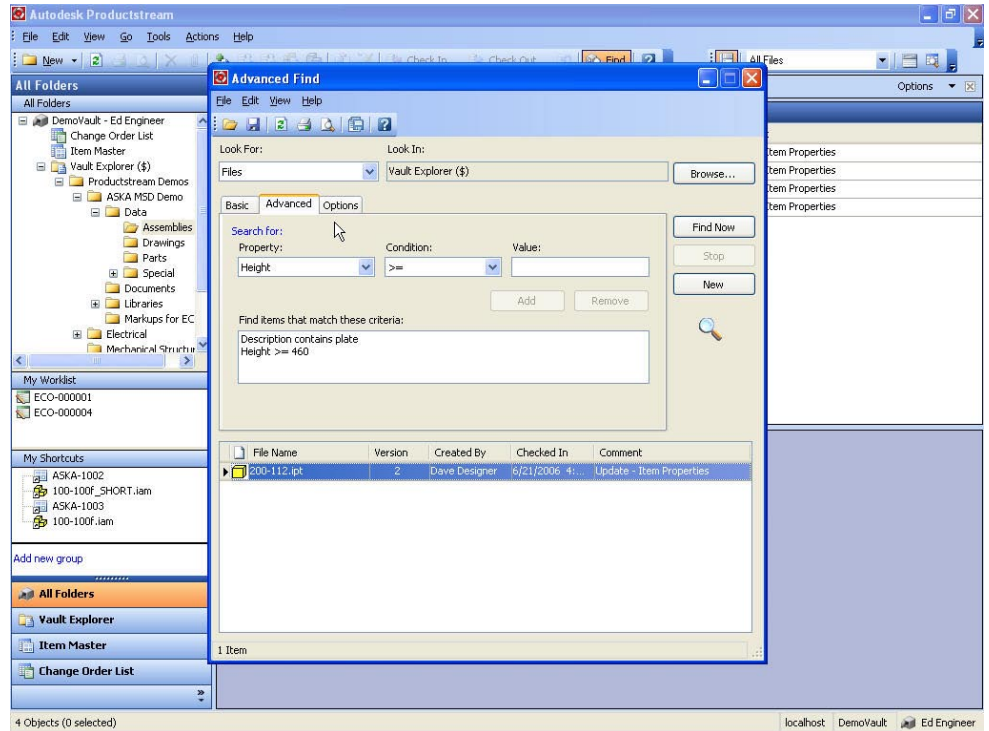 Autodesk Productstream
File Edit View Go Tools Actions Help
New Check In Check Out Find All Files
All Folders
All Folders
DemoVault - Ed Engineer
Change Order List
Item Master
Vault Explorer ($)
Productstream Demos
ASKA MSD Demo
Data
Assemblies
Drawings
Parts
Special
Documents
Libraries
Markups for EC
Electrical
Mechanical Structur
My Worklist
ECO-000001
ECO-000004
My Shortcuts
ASKA-1002
100-100f_SHORT.iam
ASKA-1003
100-100f.iam
Add new group
All Folders
Vault Explorer
Item Master
Change Order List
Advanced Find
File Edit View Help
Look For: Look In:
Files Vault Explorer ($) Browse...
Basic Advanced Options
Search for:
Property: Condition: Value:
Height >=
Add Remove
Find items that match these criteria:
Description contains plate
Height >= 460
Find Now
Stop
New
File Name Version Created By Checked In Comment
200-112.ipt 2 Dave Designer 6/21/2006 4:... Update - Item Properties
1 Item
Options
Item Properties
Item Properties
Item Properties
Item Properties
4 Objects (0 selected) localhost DemoVault Ed Engineer